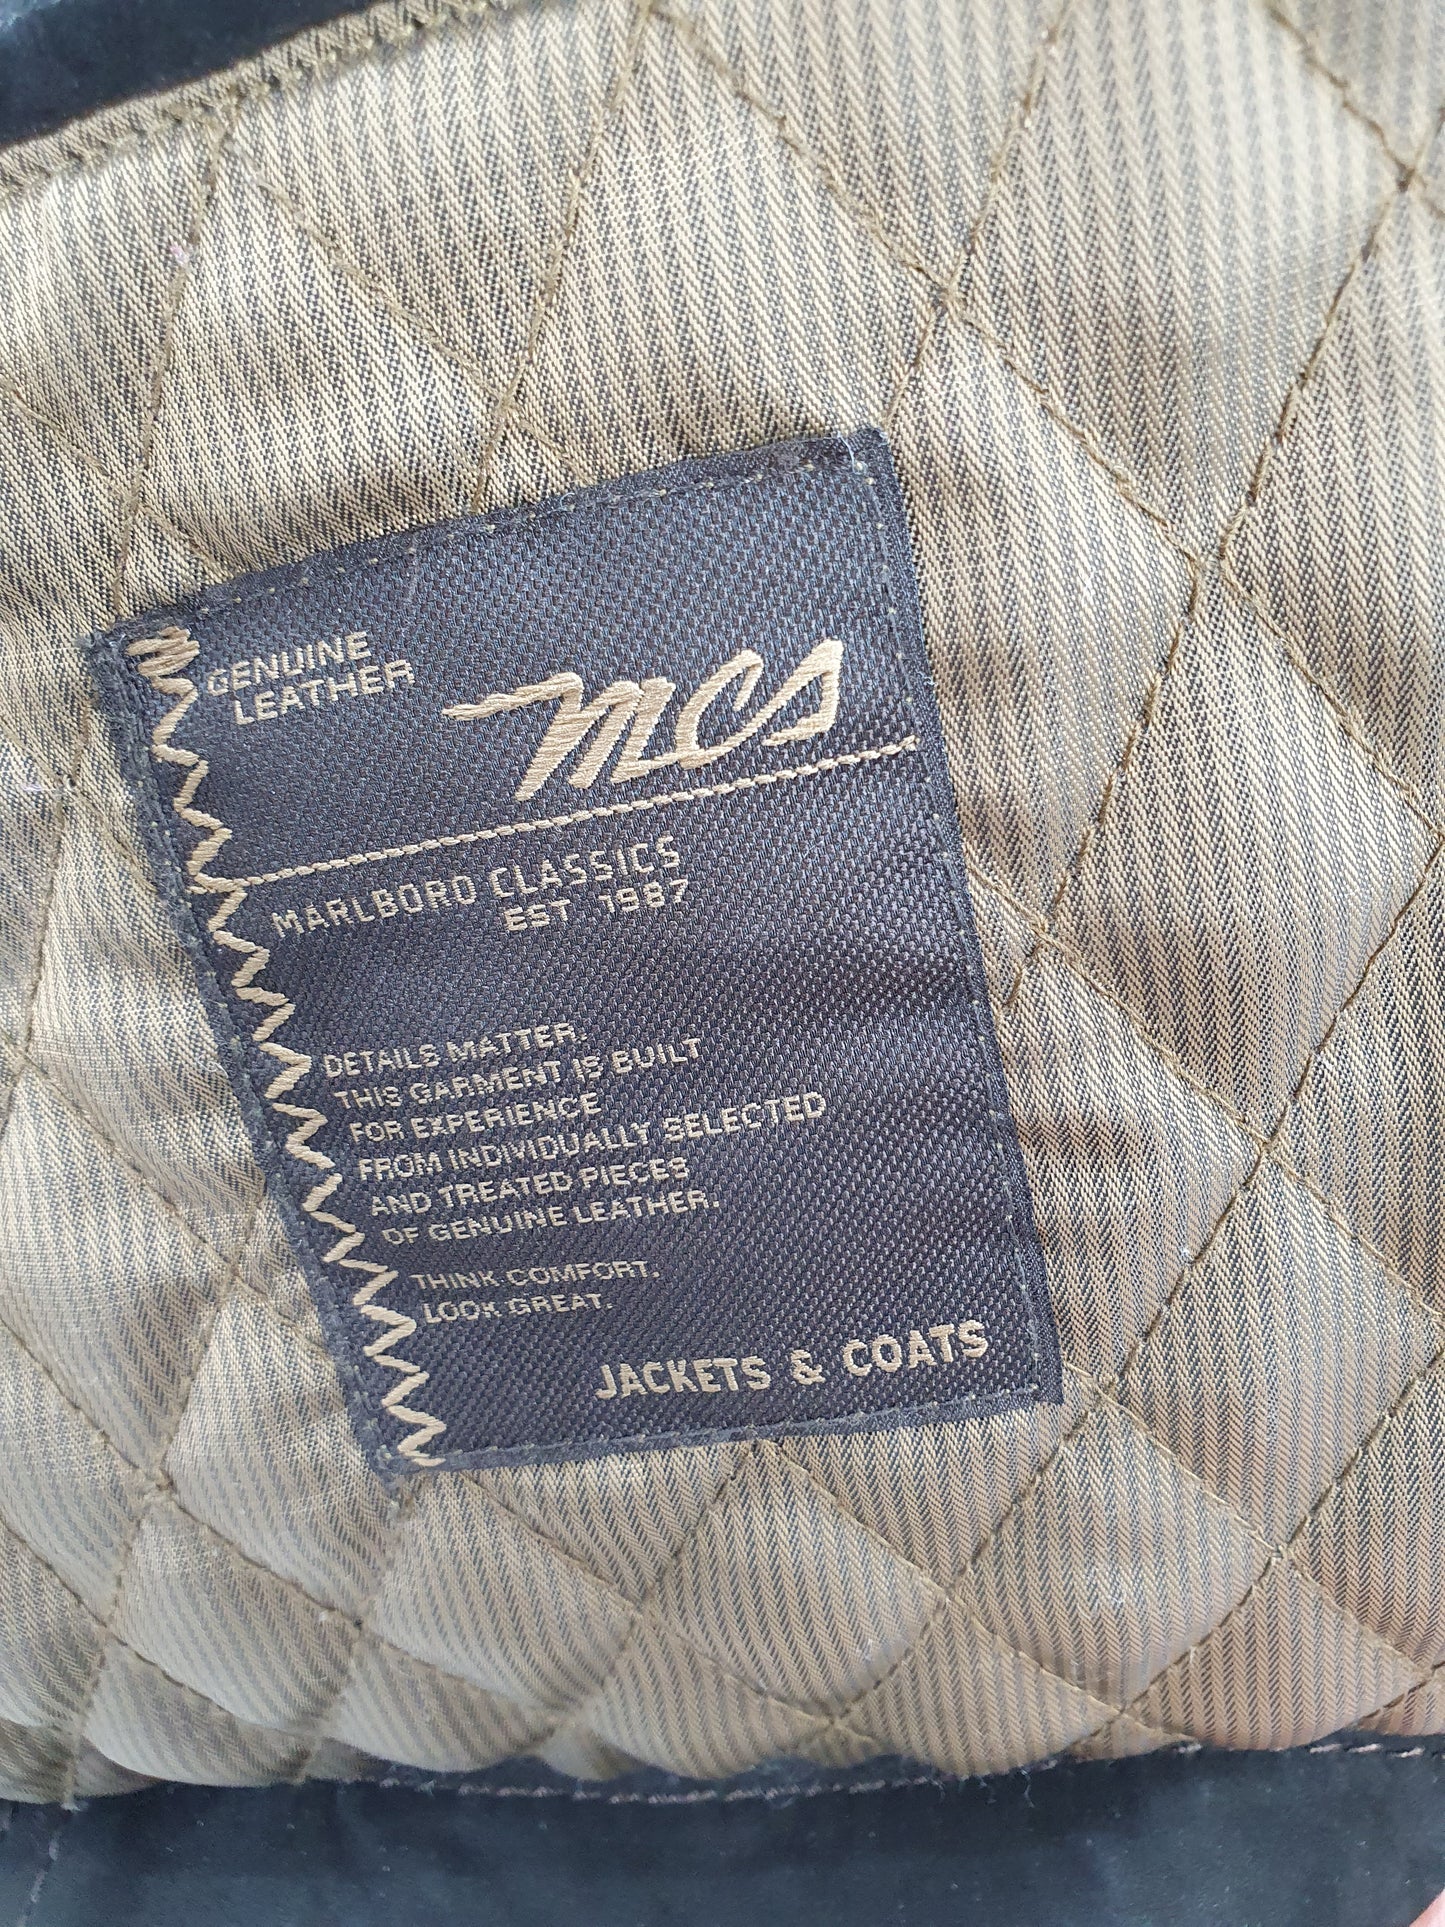 GENUINE
LEATHER
MCS
MARLBORO CLASSICS
EST 1987
DETAILS MATTER.
THIS GARMENT IS BUILT
FOR EXPERIENCE
FROM INDIVIDUALLY SELECTED
AND TREATED PIECES
OF GENUINE LEATHER.
THINK COMFORT.
LOOK GREAT.
JACKETS & COATS